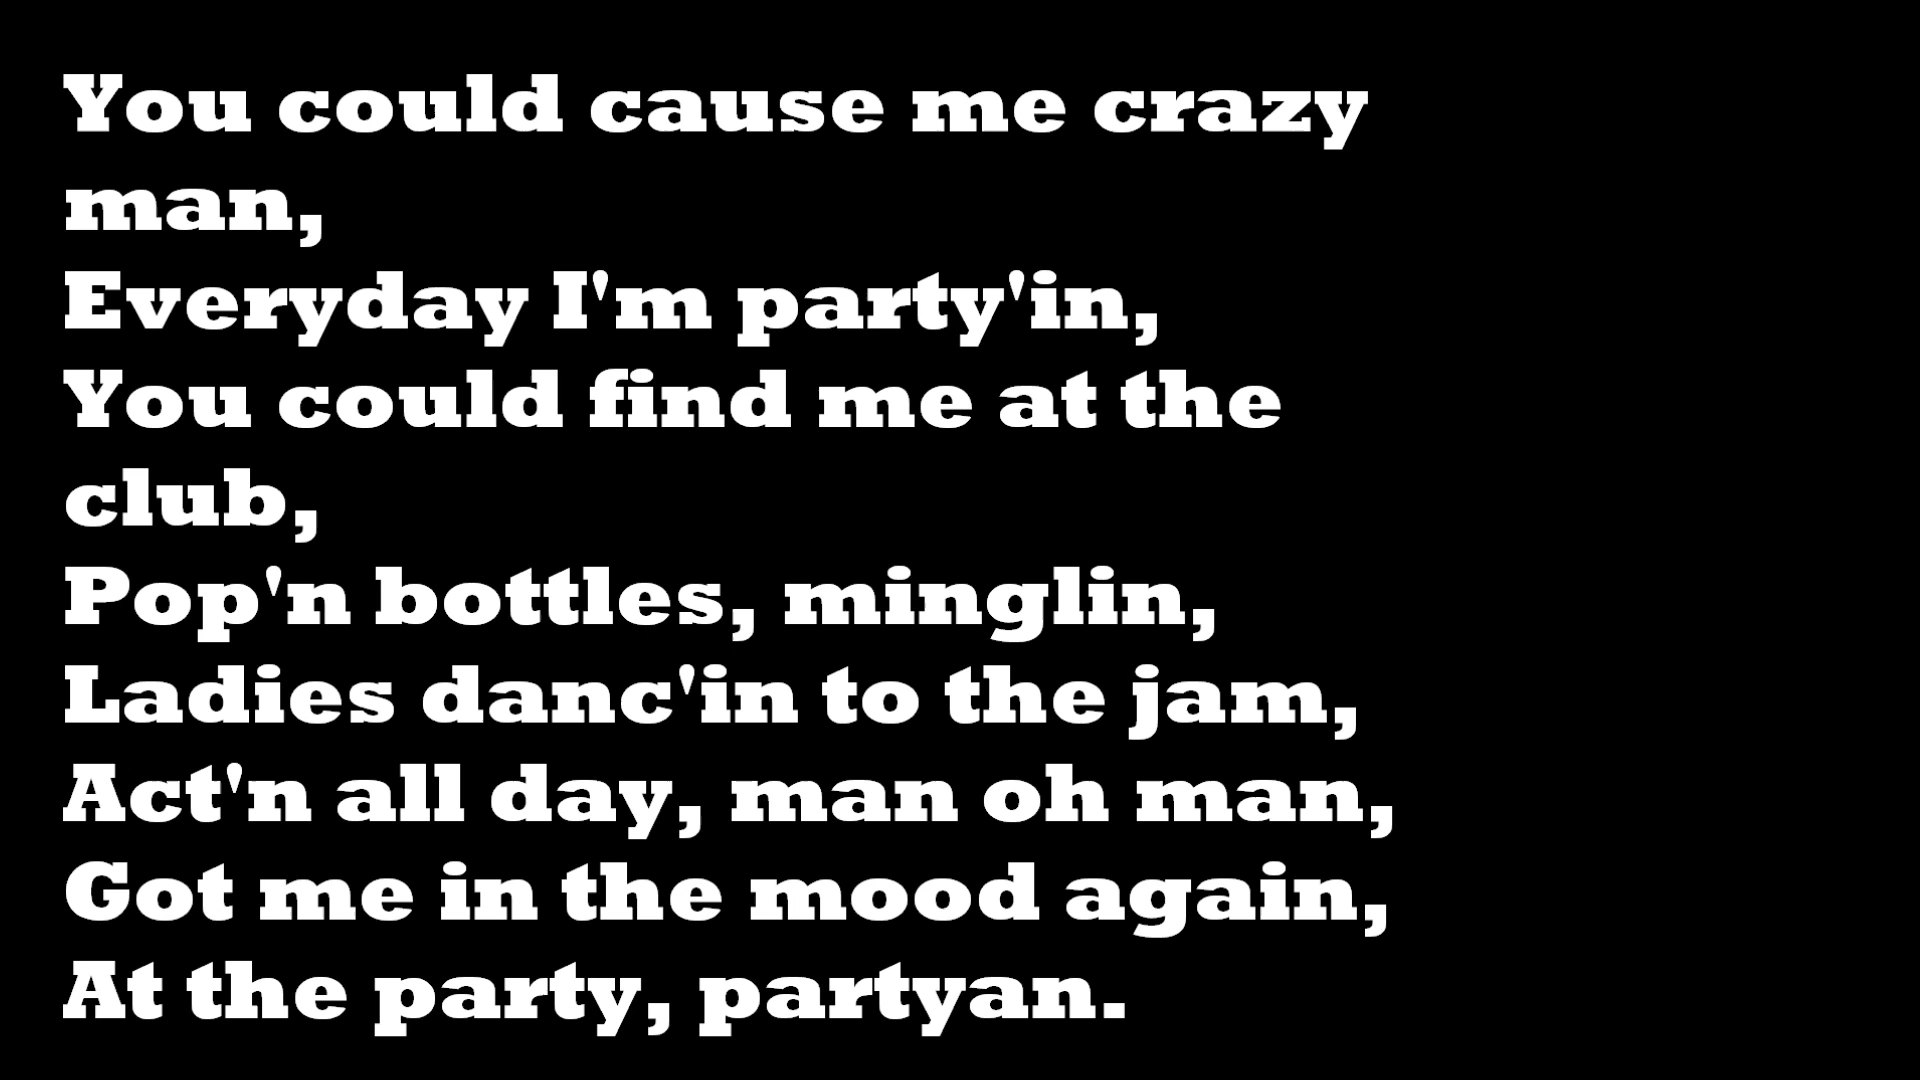 You could cause me crazy
man,
Everyday I'm party'in,
You could find me at the
club,
Pop'n bottles, minglin,
Ladies danc'in to the jam,
Act'n all day, man oh man,
Got me in the mood again,
At the party, partyan.